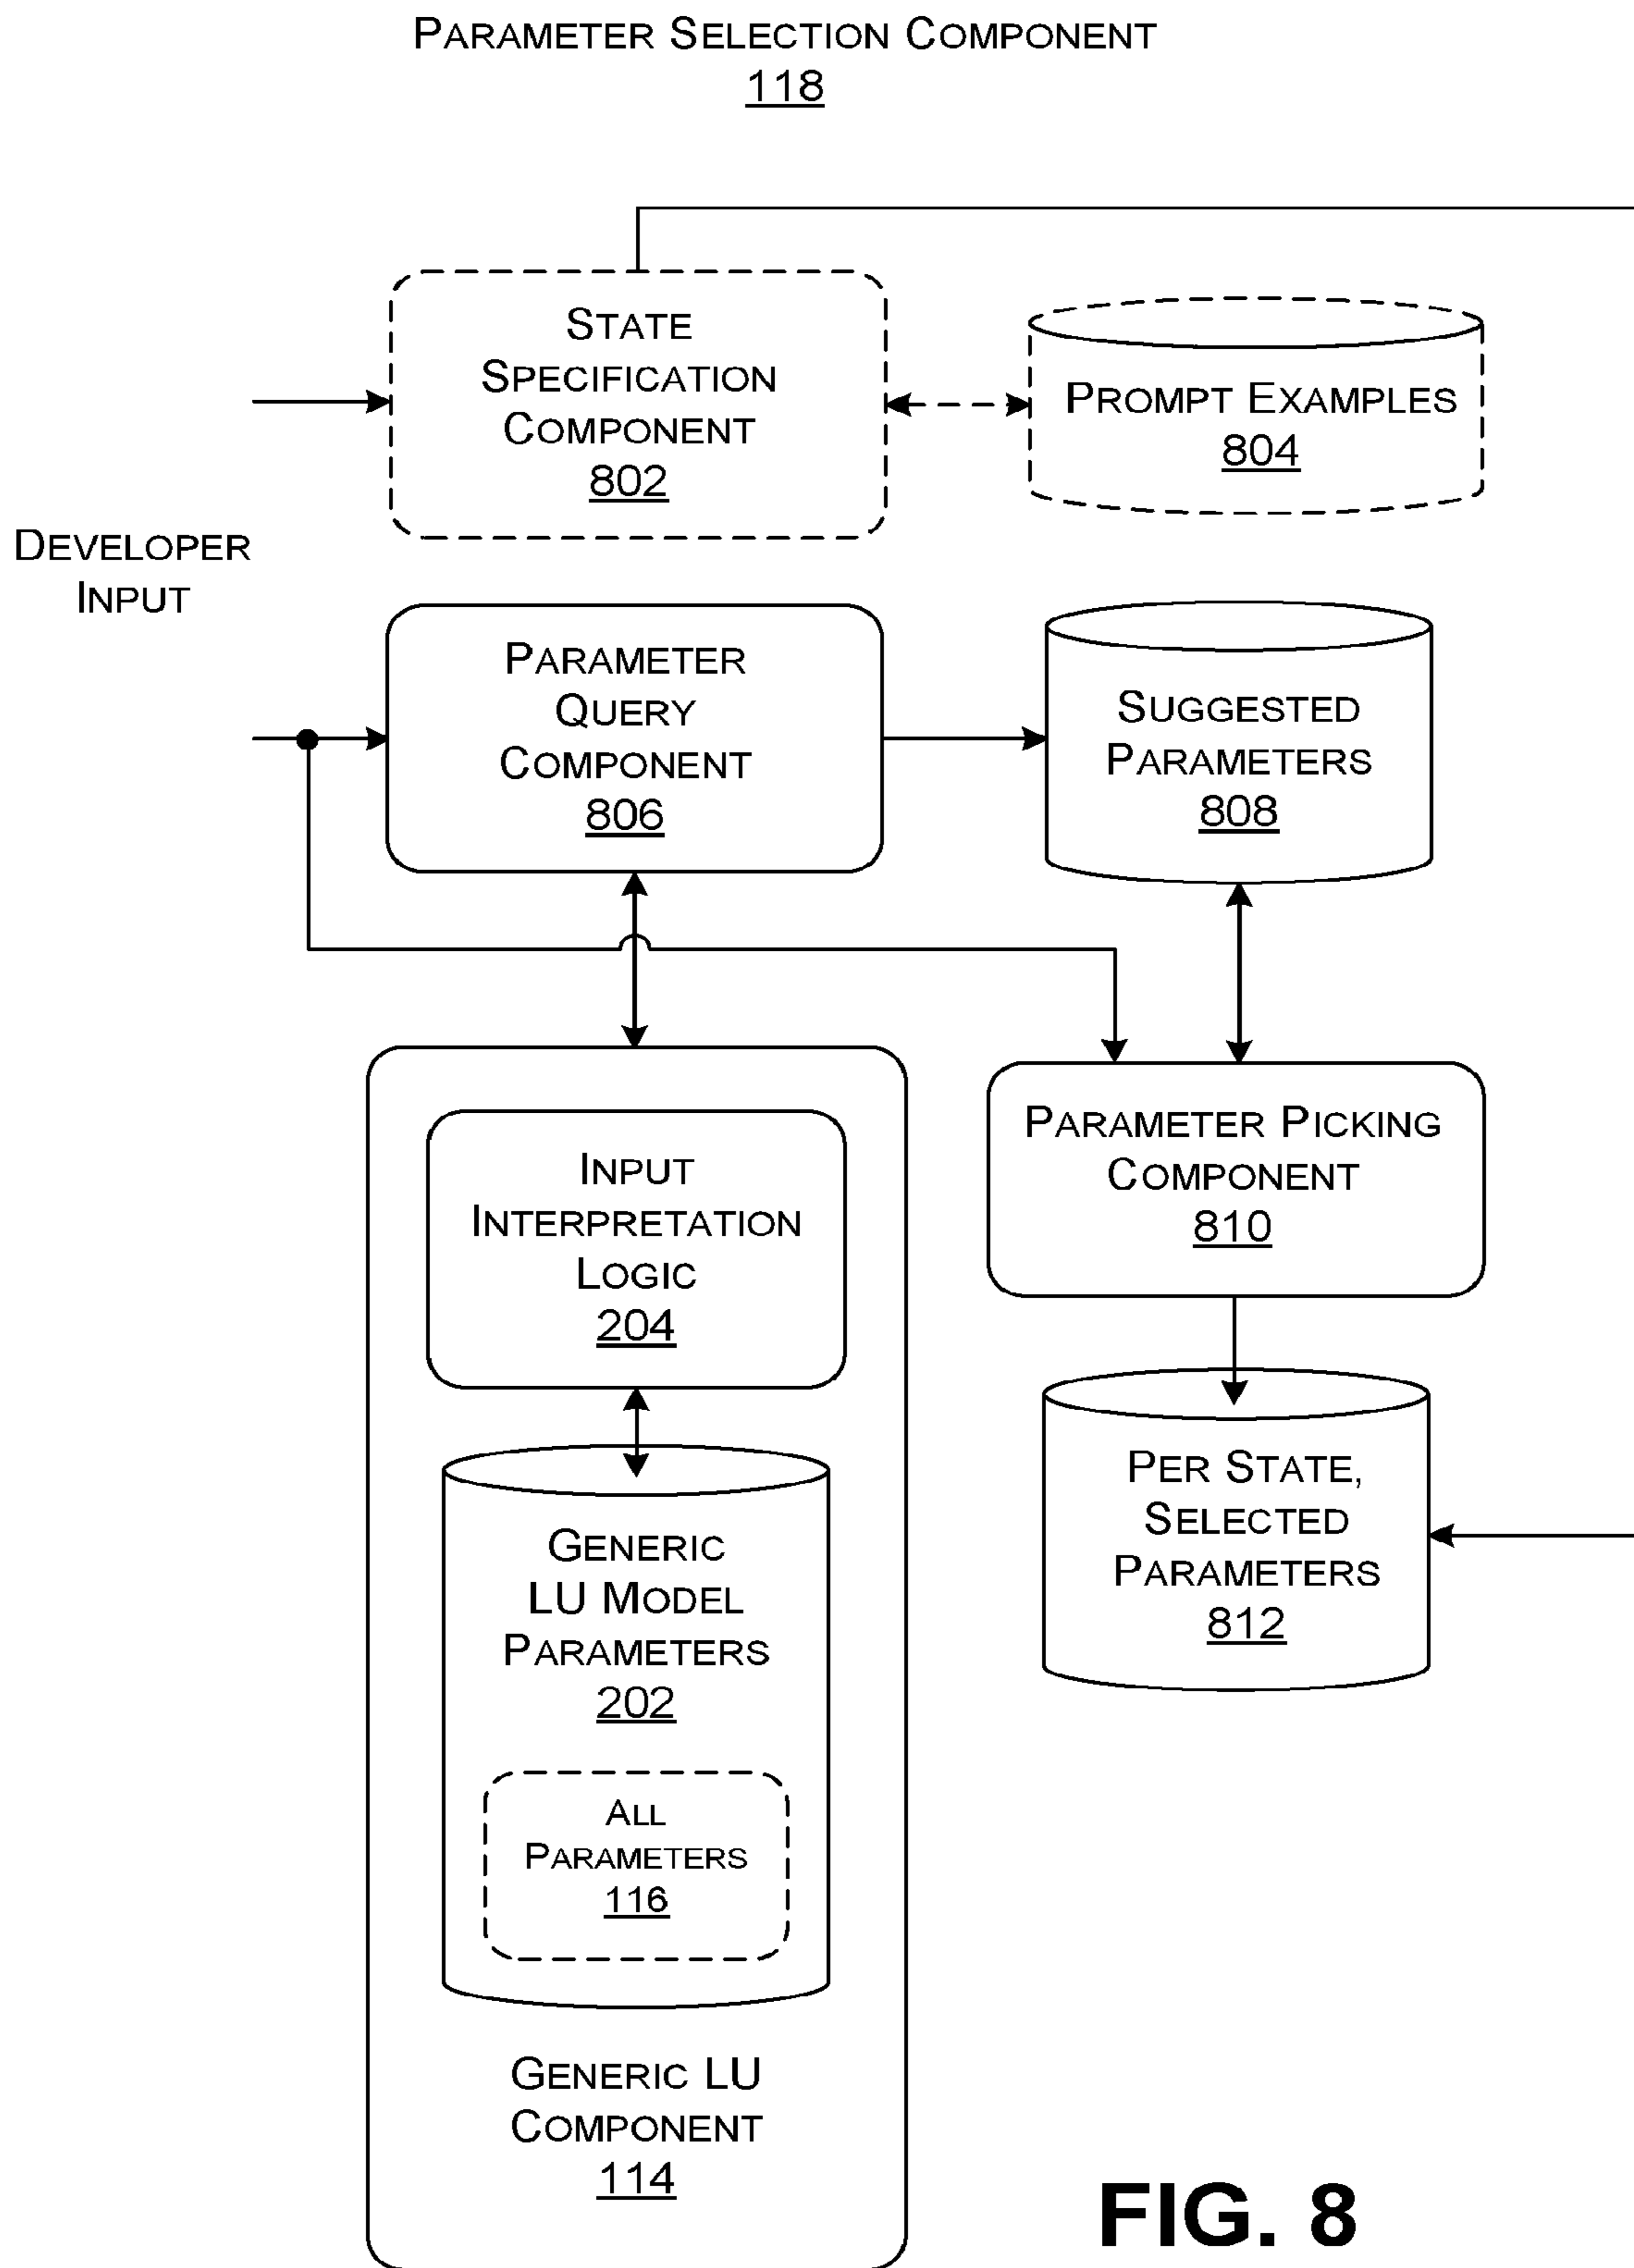 PARAMETER SELECTION COMPONENT
118
STATE
SPECIFICATION
COMPONENT
802
PROMPT EXAMPLES
804
DEVELOPER
INPUT
PARAMETER
QUERY
COMPONENT
806
SUGGESTED
PARAMETERS
808
INPUT
INTERPRETATION
LOGIC
204
PARAMETER PICKING
COMPONENT
810
GENERIC
LU MODEL
PARAMETERS
202
PER STATE,
SELECTED
PARAMETERS
812
ALL
PARAMETERS
116
GENERIC LU
COMPONENT
114
FIG. 8